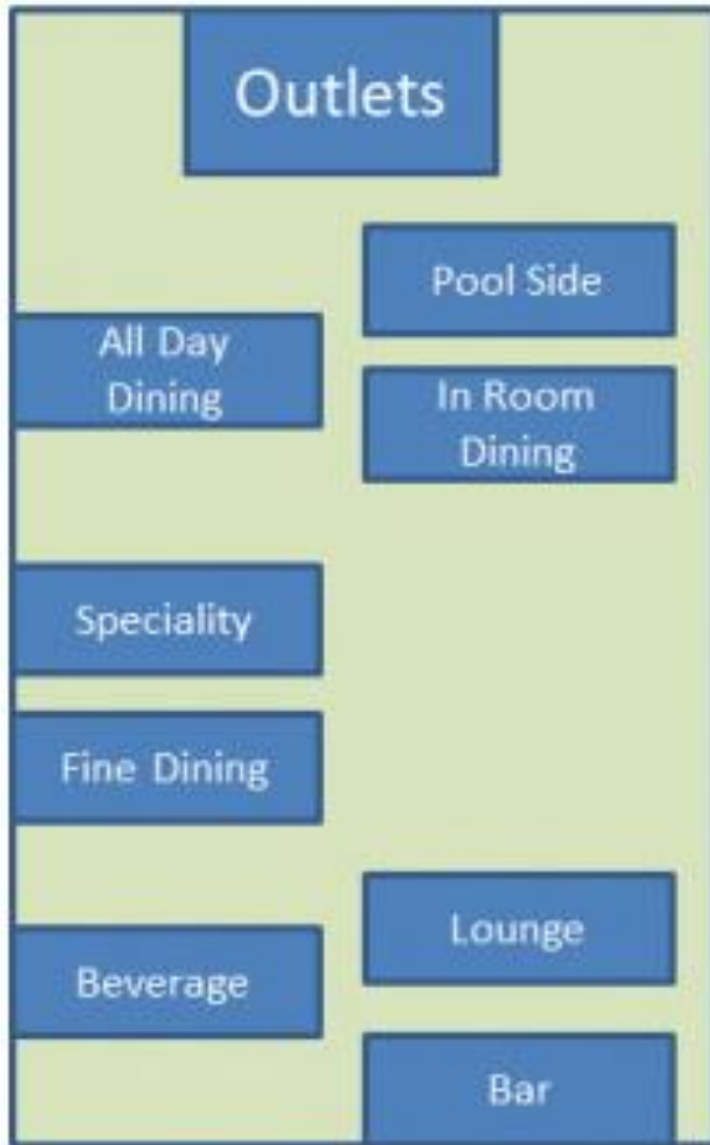 Outlets
Pool Side
All Day
Dining
In Room
Dining
Speciality
Fine Dining
Lounge
Beverage
Bar